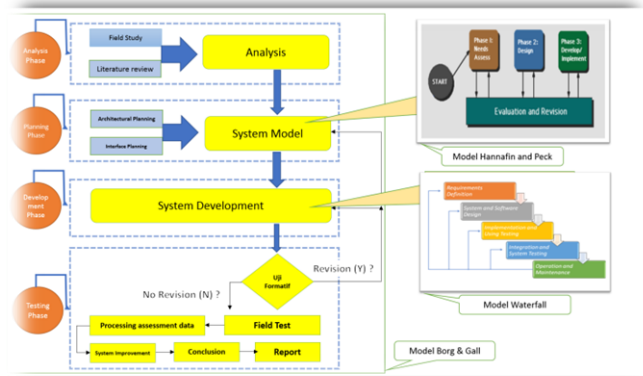 Analysis
Phase
Field Study
Literature review
Analysis
Planning
Phase
Architectural Planning
Interface Planning
System Model
Develop
ment
Phase
System Development
Testing
Phase
Uji
Formatif
Revision (Y) ?
No Revision (N) ?
Processing assessment data
Field Test
System Improvement
Conclusion
Report
Model Borg & Gall
START
Phase 1:
Needs
Assess
Phase 2:
Design
Phase 3:
Develop/
Implement
Evaluation and Revision
Model Hannafin and Peck
Requirements
Definition
System and Software
Design
Implementation and
Testing
Integration and
System Testing
Operation and
Maintenance
Model Waterfall